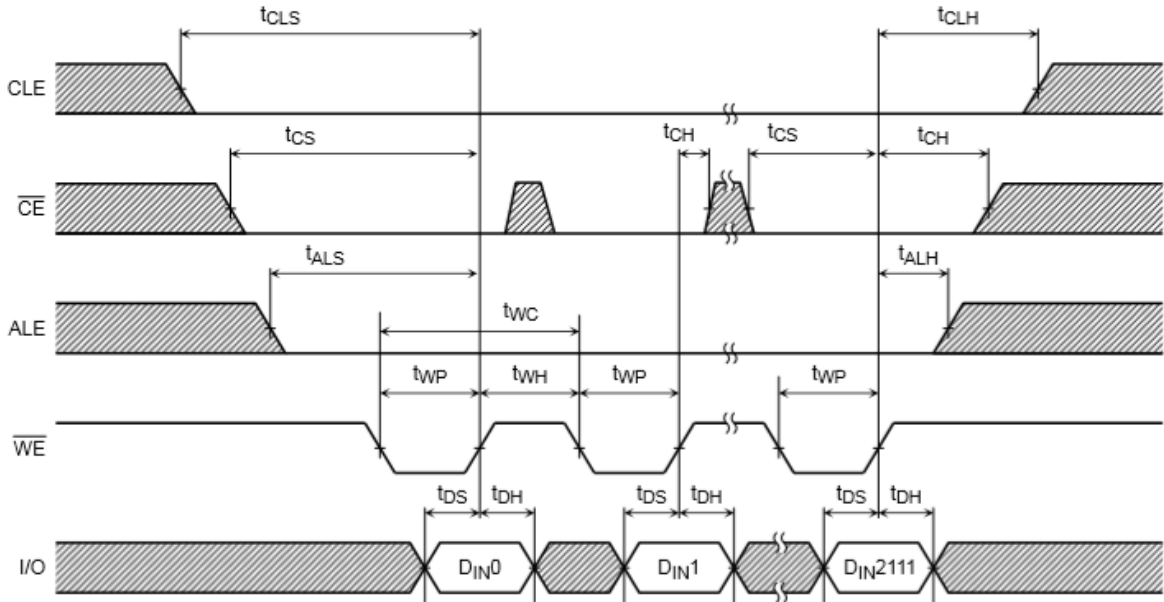 tCLS tCLH
CLE
tCS tCH tCS tCH
CE
tALS tALH
tWC
ALE
tWP tWH tWP tWP
WE
tDS tDH tDS tDH tDS tDH
I/O DIN0 DIN1 DIN2111